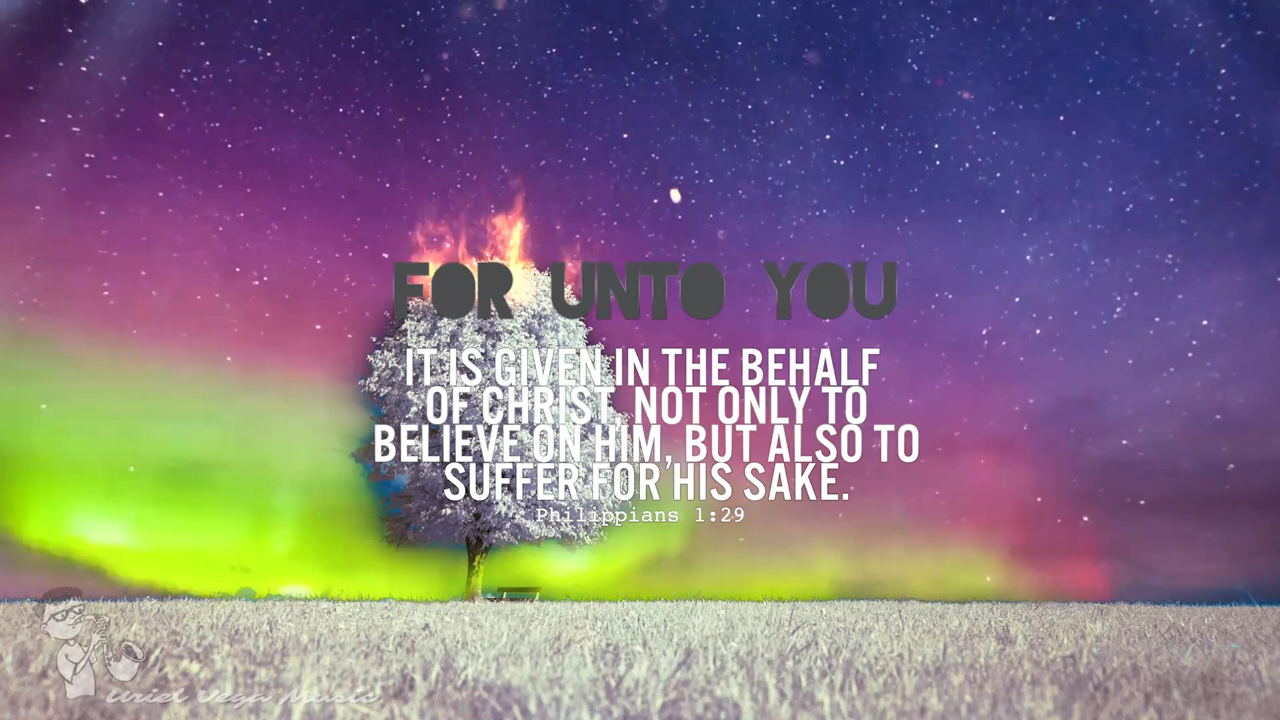 FOR UNTO YOU
IT IS GIVEN IN THE BEHALF
OF CHRIST, NOT ONLY TO
BELIEVE ON HIM, BUT ALSO TO
SUFFER FOR HIS SAKE.
Philippians 1:29
Uriel Vega Music